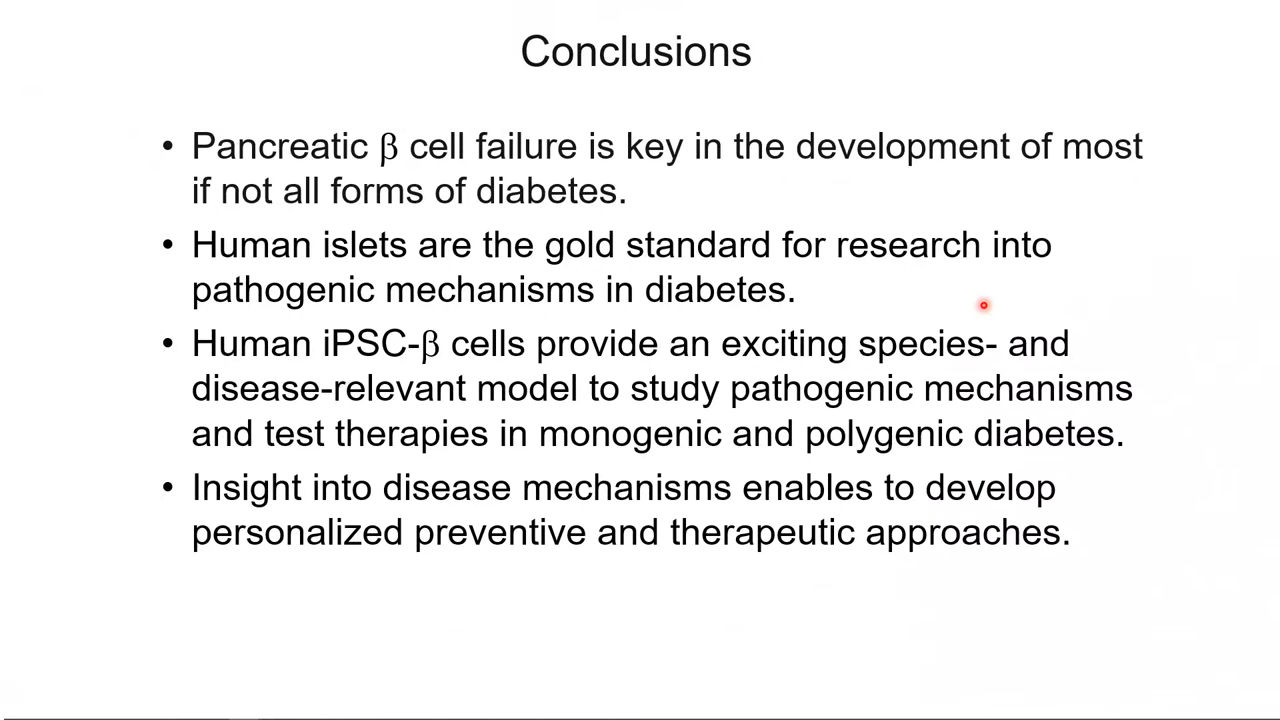 Conclusions
• Pancreatic β cell failure is key in the development of most
if not all forms of diabetes.
• Human islets are the gold standard for research into
pathogenic mechanisms in diabetes.
• Human iPSC-β cells provide an exciting species- and
disease-relevant model to study pathogenic mechanisms
and test therapies in monogenic and polygenic diabetes.
• Insight into disease mechanisms enables to develop
personalized preventive and therapeutic approaches.